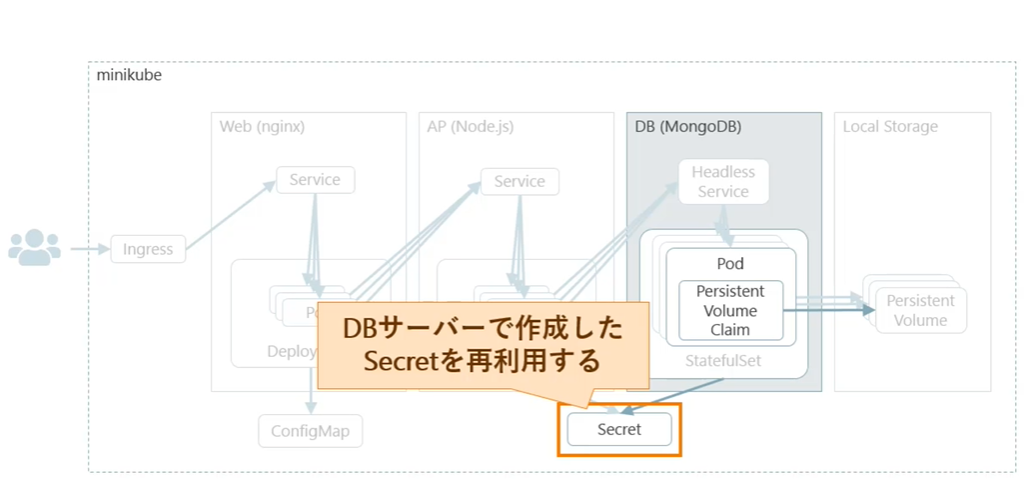 minikube
Web (nginx)
AP (Node.js)
DB (MongoDB)
Local Storage
Service
Service
Headless
Service
Ingress
Pod
Persistent
Volume
Claim
Persistent
Volume
StatefulSet
DBサーバーで作成した
Secretを再利用する
ConfigMap
Secret